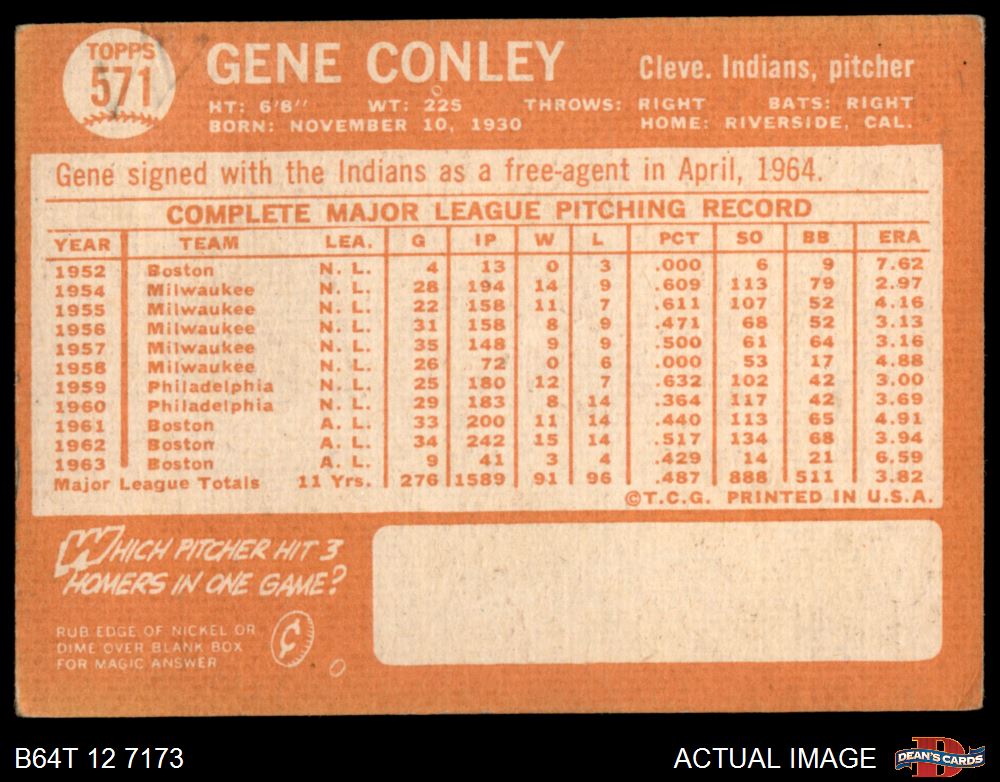 TOPPS
571
GENE CONLEY
Cleve. Indians, pitcher
HT: 6'8" WT: 225 THROWS: RIGHT BATS: RIGHT
BORN: NOVEMBER 10, 1930 HOME: RIVERSIDE, CAL.
Gene signed with the Indians as a free-agent in April, 1964.
COMPLETE MAJOR LEAGUE PITCHING RECORD
YEAR TEAM LEA. G IP W L PCT SO BB ERA
1952 Boston N. L. 4 13 0 3 .000 6 9 7.62
1954 Milwaukee N. L. 28 194 14 9 .609 113 79 2.97
1955 Milwaukee N. L. 22 158 11 7 .611 107 52 4.16
1956 Milwaukee N. L. 31 158 8 9 .471 68 52 3.13
1957 Milwaukee N. L. 35 148 9 9 .500 61 64 3.16
1958 Milwaukee N. L. 26 72 0 6 .000 53 17 4.88
1959 Philadelphia N. L. 25 180 12 7 .632 102 42 3.00
1960 Philadelphia N. L. 29 183 8 14 .364 117 42 3.69
1961 Boston A. L. 33 200 11 14 .440 113 65 4.91
1962 Boston A. L. 34 242 15 14 .517 134 68 3.94
1963 Boston A. L. 9 41 3 4 .429 14 21 6.59
Major League Totals 11 Yrs. 276 1589 91 96 .487 888 511 3.82
©T.C.G. PRINTED IN U.S.A.
WHICH PITCHER HIT 3
HOMERS IN ONE GAME?
RUB EDGE OF NICKEL OR
DIME OVER BLANK BOX
FOR MAGIC ANSWER
¢
B64T 12 7173
ACTUAL IMAGE
D
DEAN'S CARDS